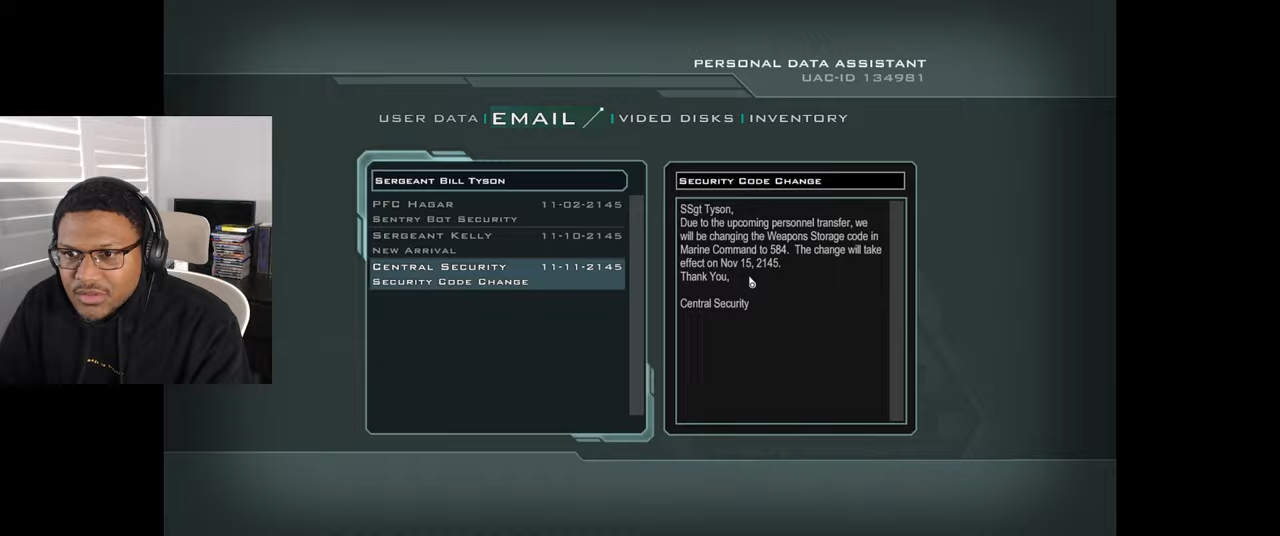 PERSONAL DATA ASSISTANT
UAC-ID 134981
USER DATA | EMAIL | VIDEO DISKS | INVENTORY
SERGEANT BILL TYSON
PFC HAGAR 11-02-2145
SENTRY BOT SECURITY
SERGEANT KELLY 11-10-2145
NEW ARRIVAL
CENTRAL SECURITY 11-11-2145
SECURITY CODE CHANGE
SECURITY CODE CHANGE
SSgt Tyson,
Due to the upcoming personnel transfer, we
will be changing the Weapons Storage code in
Marine Command to 584. The change will take
effect on Nov 15, 2145.
Thank You,
Central Security